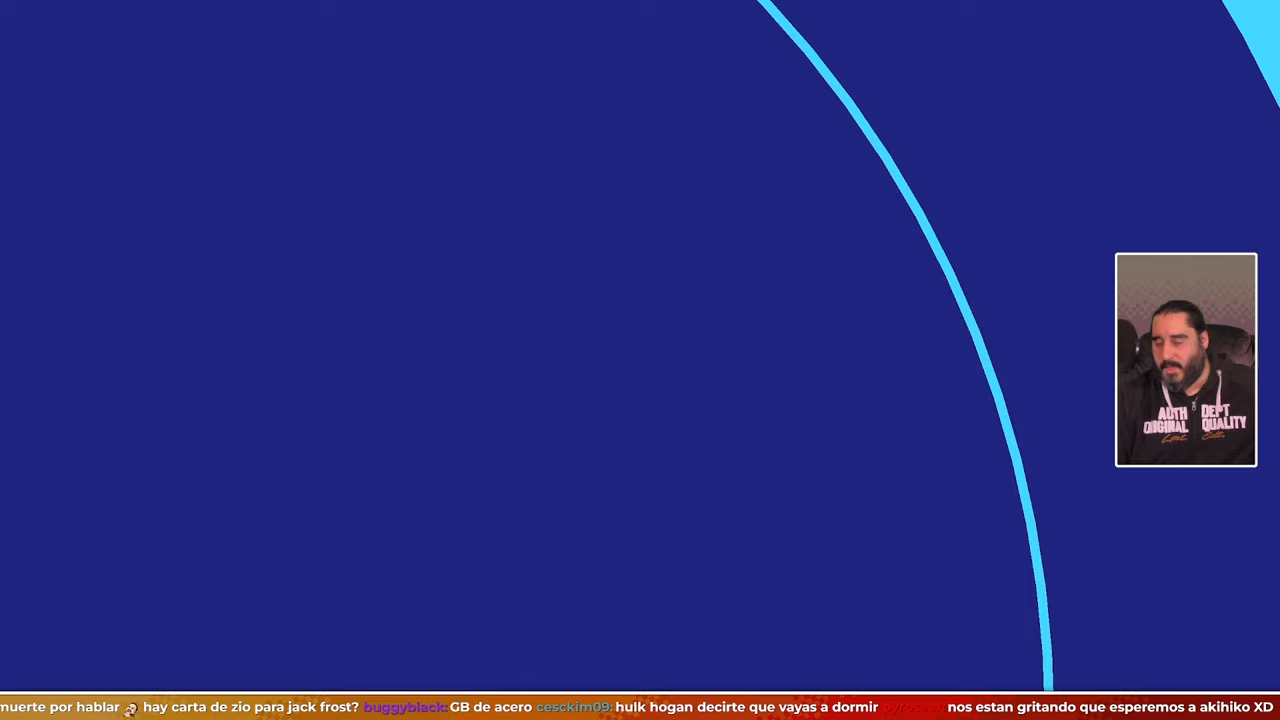 AUTH DEPT
ORIGINAL QUALITY
muerte por hablar hay carta de zio para jack frost? buggyblack: GB de acero cesckim09: hulk hogan decirte que vayas a dormir nos estan gritando que esperemos a akihiko XD